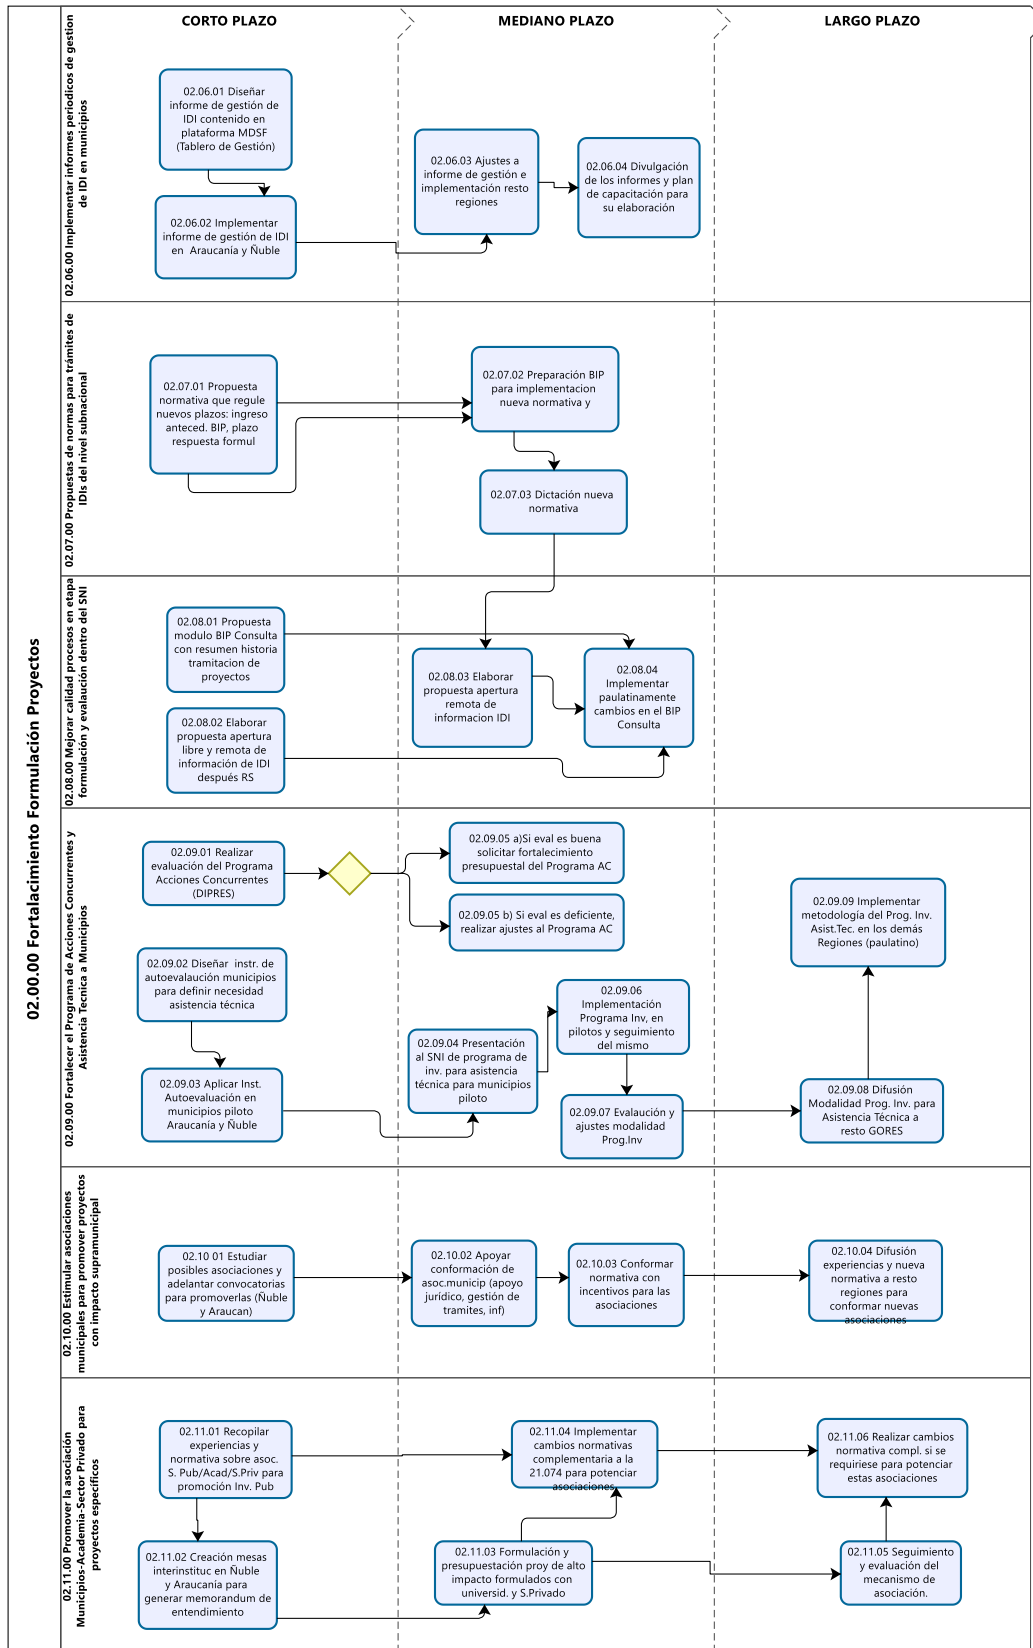 CORTO PLAZO
MEDIANO PLAZO
LARGO PLAZO
02.00.00 Fortalacimiento Formulación Proyectos
02.06.00 Implementar informes periodicos de gestion
de IDI en municipios
02.06.01 Diseñar
informe de gestión de
IDI contenido en
plataforma MDSF
(Tablero de Gestión)
02.06.02 Implementar
informe de gestión de IDI
en Araucanía y Ñuble
02.06.03 Ajustes a
informe de gestión e
implementación resto
regiones
02.06.04 Divulgación
de los informes y plan
de capacitación para
su elaboración
02.07.00 Propuestas de normas para trámites de
IDIs del nivel subnacional
02.07.01 Propuesta
normativa que regule
nuevos plazos: ingreso
anteced. BIP, plazo
respuesta formul
02.07.02 Preparación BIP
para implementacion
nueva normativa y
02.07.03 Dictación nueva
normativa
02.08.00 Mejorar calidad procesos en etapa
formulación y evalaución dentro del SNI
02.08.01 Propuesta
modulo BIP Consulta
con resumen historia
tramitacion de
proyectos
02.08.02 Elaborar
propuesta apertura
libre y remota de
información de IDI
después RS
02.08.03 Elaborar
propuesta apertura
remota de
informacion IDI
02.08.04
Implementar
paulatinamente
cambios en el BIP
Consulta
02.09.00 Fortalecer el Programa de Acciones Concurrentes y
Asistencia Tecnica a Municipios
02.09.01 Realizar
evaluación del Programa
Acciones Concurrentes
(DIPRES)
02.09.05 a)Si eval es buena
solicitar fortalecimiento
presupuestal del Programa AC
02.09.05 b) Si eval es deficiente,
realizar ajustes al Programa AC
02.09.02 Diseñar instr. de
autoevalaución municipios
para definir necesidad
asistencia técnica
02.09.03 Aplicar Inst.
Autoevaluación en
municipios piloto
Araucanía y Ñuble
02.09.04 Presentación
al SNI de programa de
inv. para asistencia
técnica para municipios
piloto
02.09.06
Implementación
Programa Inv, en
pilotos y seguimiento
del mismo
02.09.07 Evalaución y
ajustes modalidad
Prog.Inv
02.09.09 Implementar
metodología del Prog. Inv.
Asist.Tec. en los demás
Regiones (paulatino)
02.09.08 Difusión
Modalidad Prog. Inv. para
Asistencia Técnica a
resto GORES
02.10.00 Estimular asociaciones
municipales para promover proyectos
con impacto supramunicipal
02.10 01 Estudiar
posibles asociaciones y
adelantar convocatorias
para promoverlas (Ñuble
y Araucan)
02.10.02 Apoyar
conformación de
asoc.municip (apoyo
jurídico, gestión de
tramites, inf)
02.10.03 Conformar
normativa con
incentivos para las
asociaciones
02.10.04 Difusión
experiencias y nueva
normativa a resto
regiones para
conformar nuevas
asociaciones
02.11.00 Promover la asociación
Municipios-Academia-Sector Privado para
proyectos específicos
02.11.01 Recopilar
experiencias y
normativa sobre asoc.
S. Pub/Acad/S.Priv para
promoción Inv. Pub
02.11.02 Creación mesas
interinstituc en Ñuble
y Araucanía para
generar memorandum de
entendimiento
02.11.04 Implementar
cambios normativas
complementaria a la
21.074 para potenciar
asociaciones
02.11.03 Formulación y
presupuestación proy de alto
impacto formulados con
universid. y S.Privado
02.11.06 Realizar cambios
normativa compl. si se
requiriese para potenciar
estas asociaciones
02.11.05 Seguimiento
y evaluación del
mecanismo de
asociación.